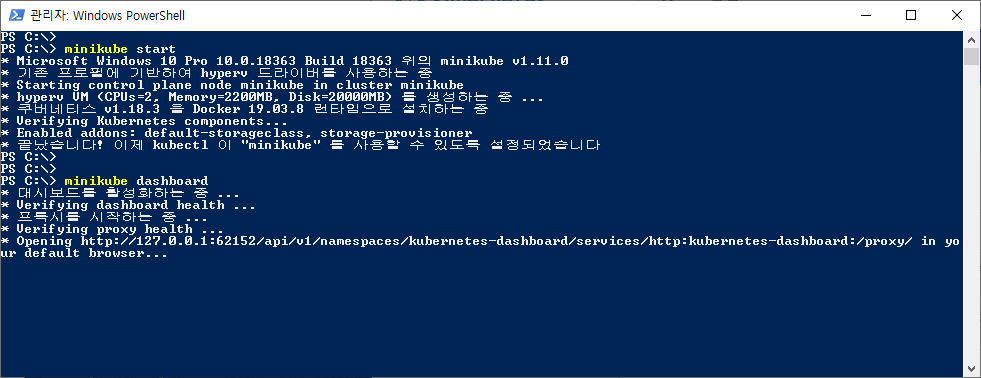 관리자: Windows PowerShell
PS C:\>
PS C:\> minikube start
* Microsoft Windows 10 Pro 10.0.18363 Build 18363 위의 minikube v1.11.0
* 기존 프로필에 기반하여 hyperv 드라이버를 사용하는 중
* Starting control plane node minikube in cluster minikube
* hyperv VM (CPUs=2, Memory=2200MB, Disk=20000MB) 를 생성하는 중 ...
* 쿠버네티스 v1.18.3 을 Docker 19.03.8 런타임으로 설치하는 중
* Verifying Kubernetes components...
* Enabled addons: default-storageclass, storage-provisioner
* 끝났습니다! 이제 kubectl 이 "minikube" 를 사용할 수 있도록 설정되었습니다
PS C:\>
PS C:\>
PS C:\> minikube dashboard
* 대시보드를 활성화하는 중 ...
* Verifying dashboard health ...
* 프록시를 시작하는 중 ...
* Verifying proxy health ...
* Opening http://127.0.0.1:62152/api/v1/namespaces/kubernetes-dashboard/services/http:kubernetes-dashboard:/proxy/ in yo
ur default browser...